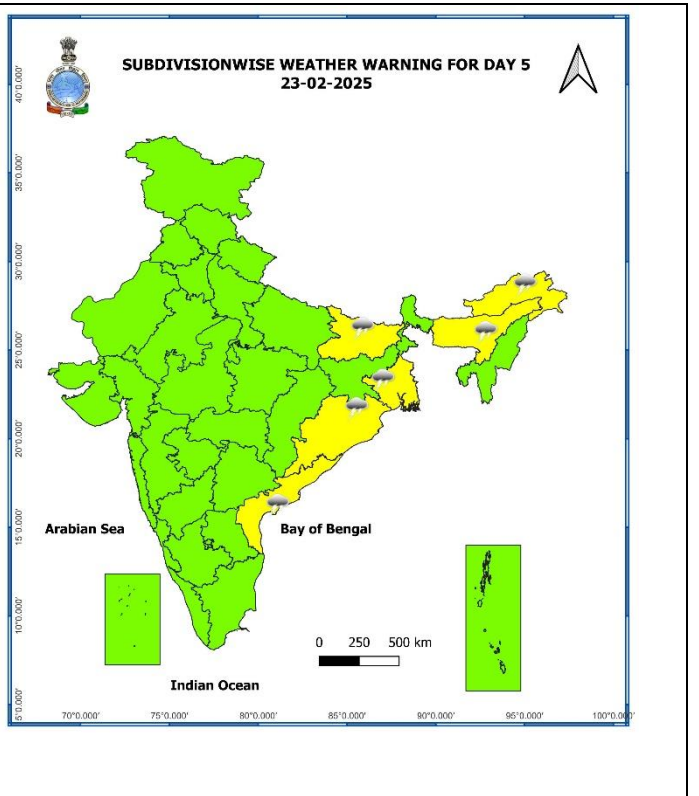 SUBDIVISIONWISE WEATHER WARNING FOR DAY 5
23-02-2025
40°0.000'
35°0.000'
30°0.000'
25°0.000'
20°0.000'
15°0.000'
10°0.000'
5°0.000'
Arabian Sea
Bay of Bengal
0 250 500 km
Indian Ocean
70°0.000' 75°0.000' 80°0.000' 85°0.000' 90°0.000' 95°0.000' 100°0.000'